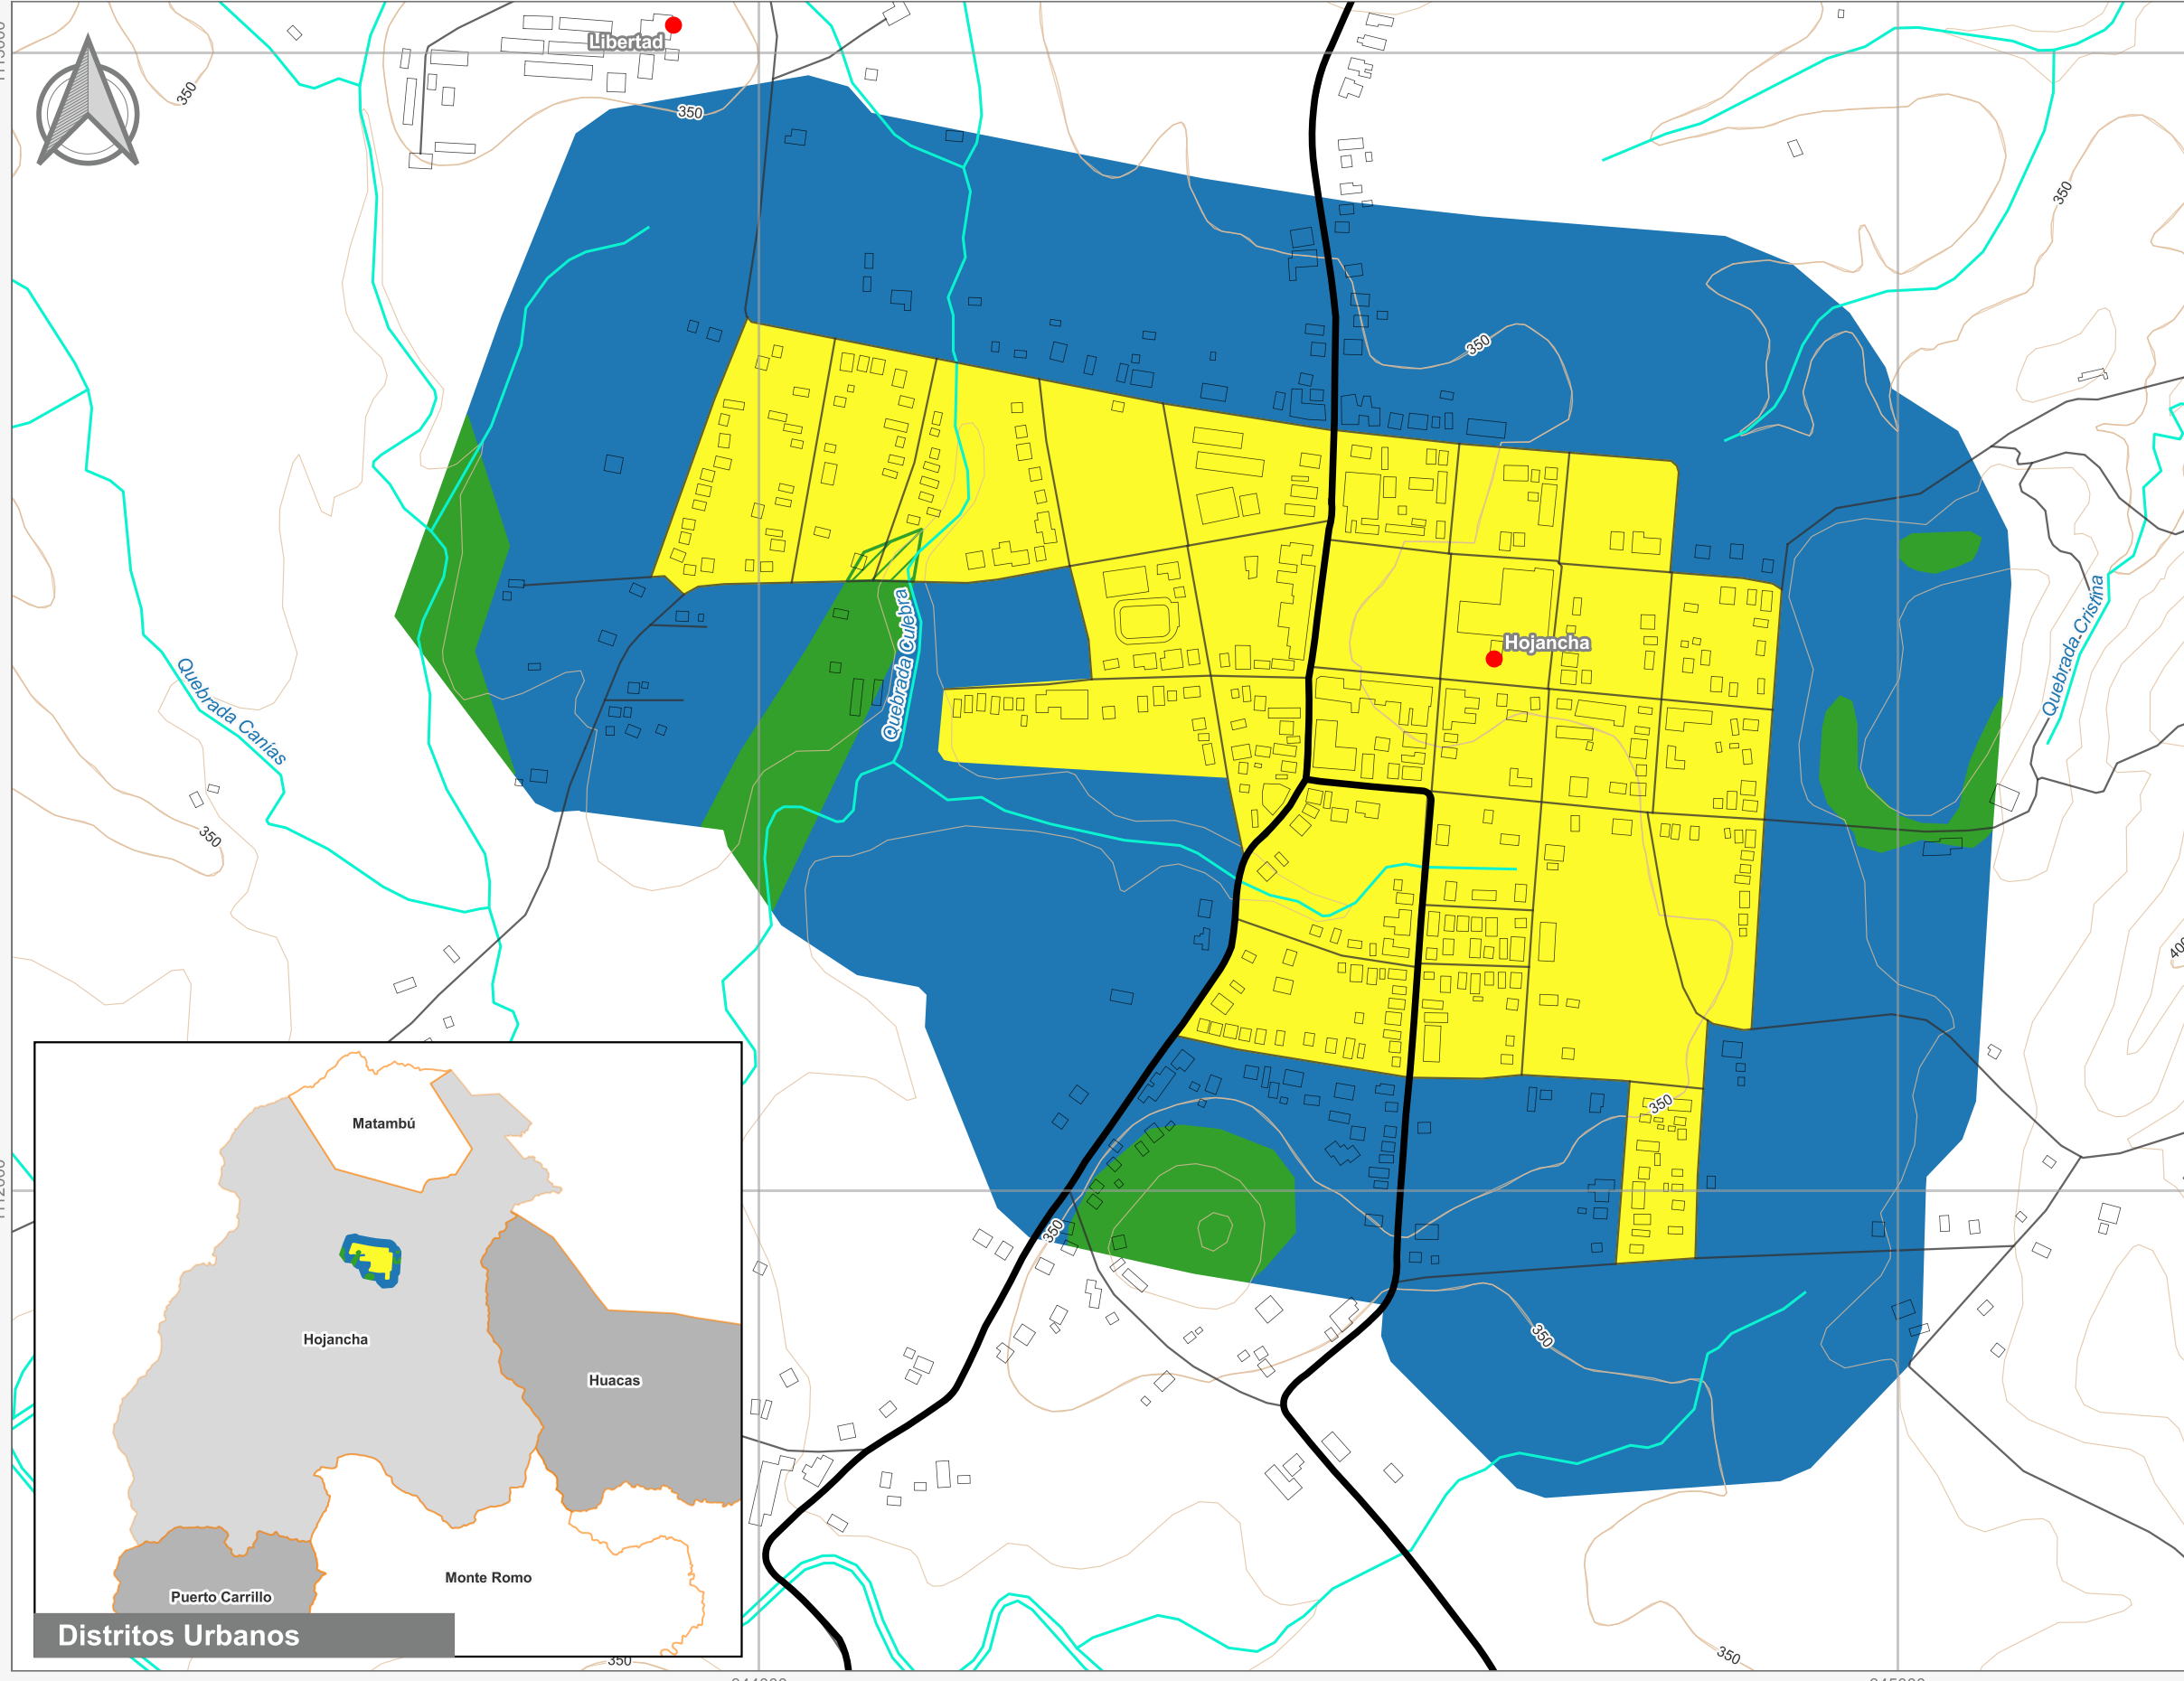 Libertad
350
350
350
350
Hojancha
Quebrada Culebra
Quebrada Cristina
Quebrada Canías
350
350
350
350
350
350
Matambú
Hojancha
Huacas
Monte Romo
Puerto Carrillo
Distritos Urbanos